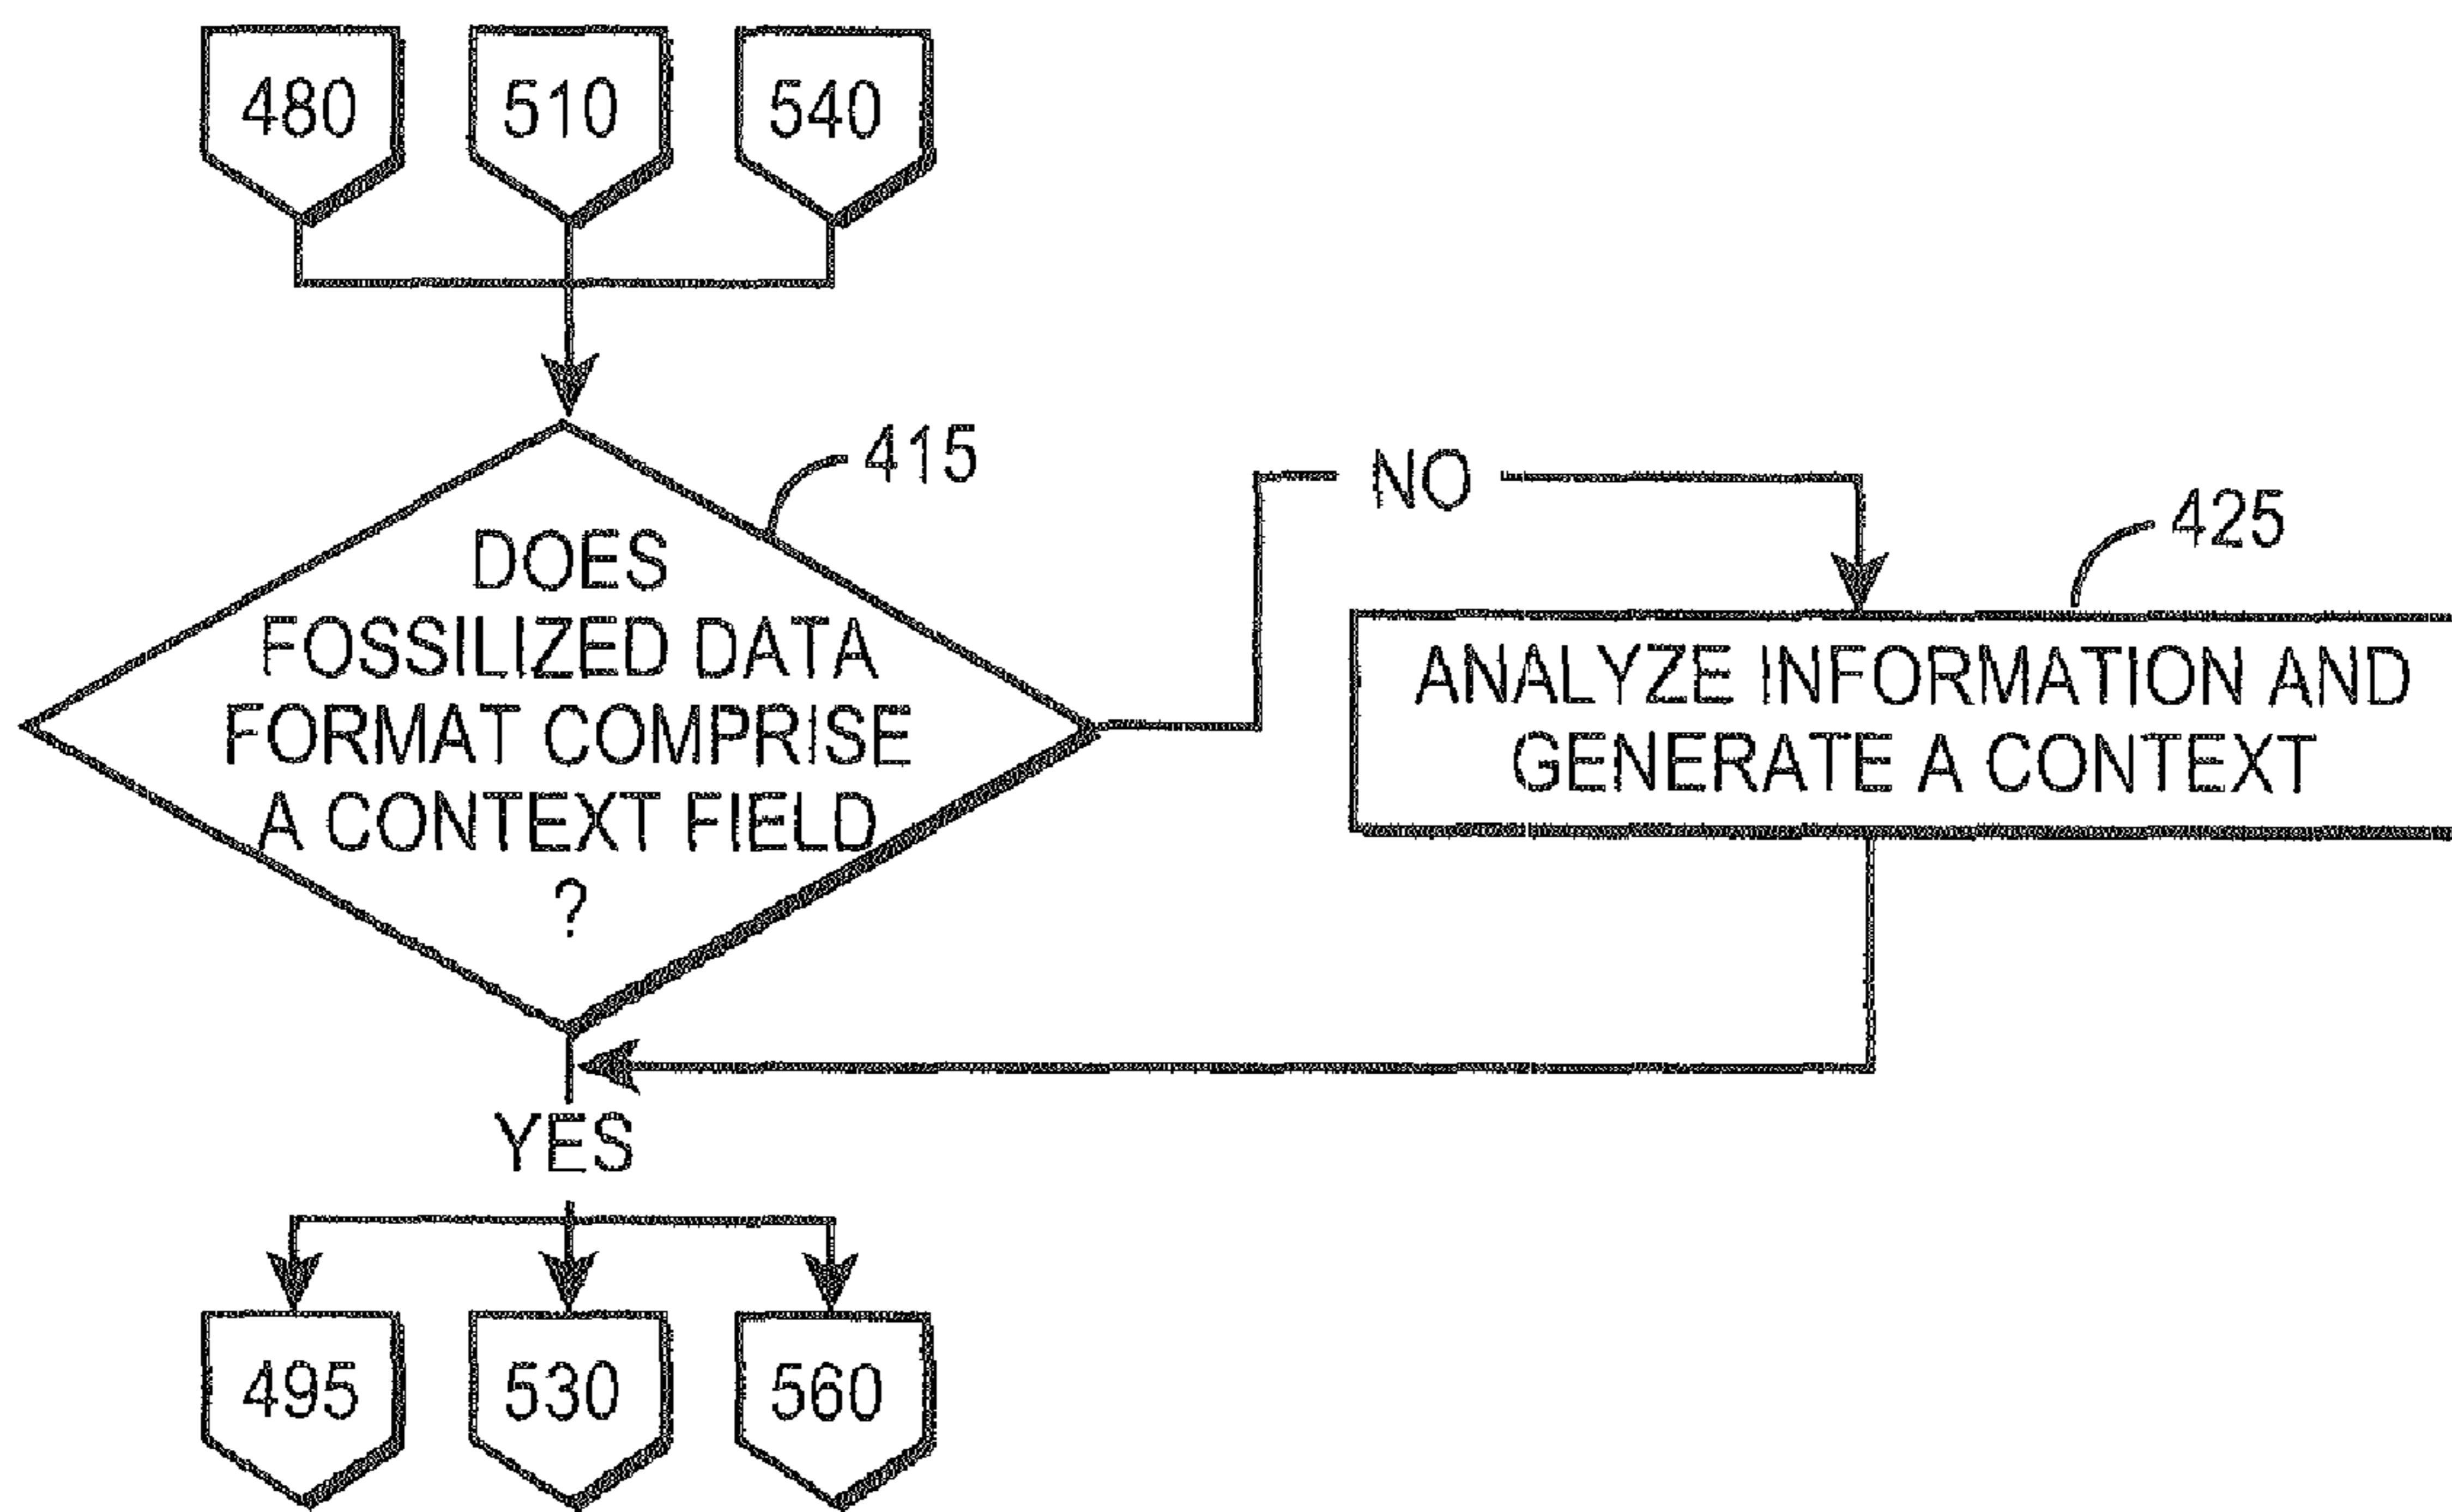 480 510 540
415
DOES
FOSSILIZED DATA
FORMAT COMPRISE
A CONTEXT FIELD
?
NO
425
ANALYZE INFORMATION AND
GENERATE A CONTEXT
YES
495 530 560